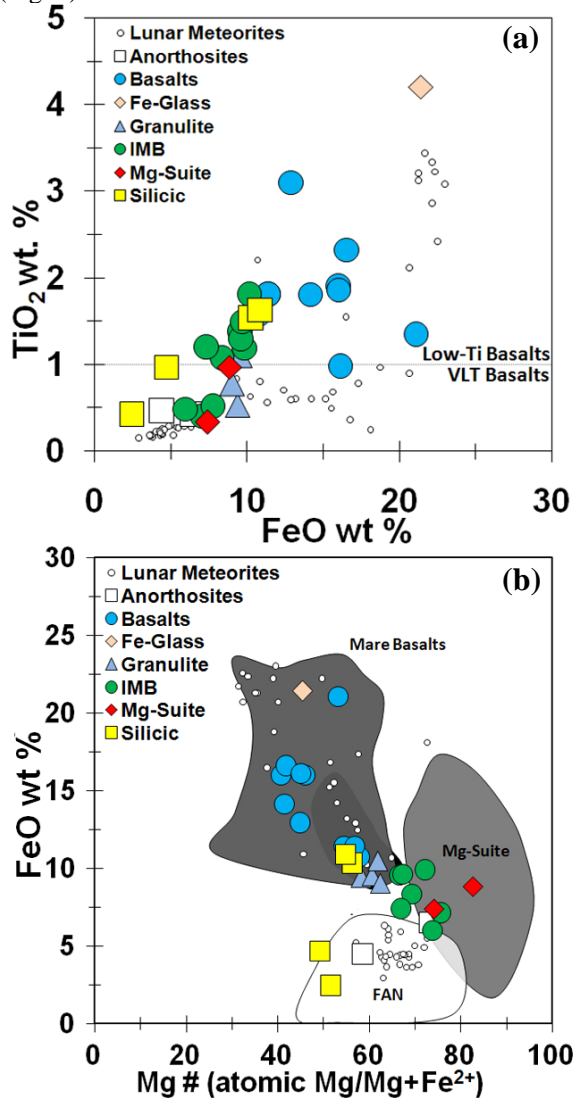 (a)
Lunar Meteorites
Anorthosites
Basalts
Fe-Glass
Granulite
IMB
Mg-Suite
Silicic
5
4
3
2
1
0
TiO2 wt. %
Low-Ti Basalts
VLT Basalts
0 10 20 30
FeO wt %
(b)
Lunar Meteorites
Anorthosites
Basalts
Fe-Glass
Granulite
IMB
Mg-Suite
Silicic
Mare Basalts
Mg-Suite
FAN
30
25
20
15
10
5
0
FeO wt %
0 20 40 60 80 100
Mg # (atomic Mg/Mg+Fe2+)